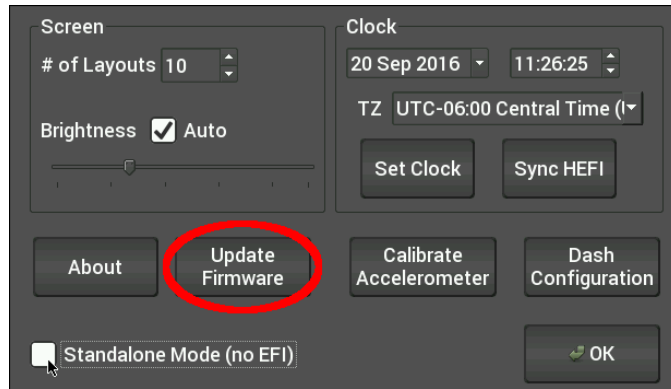 Screen
# of Layouts 10
Brightness Auto
Clock
20 Sep 2016 11:26:25
TZ UTC-06:00 Central Time (
Set Clock Sync HEFI
About
Update
Firmware
Calibrate
Accelerometer
Dash
Configuration
Standalone Mode (no EFI)
OK